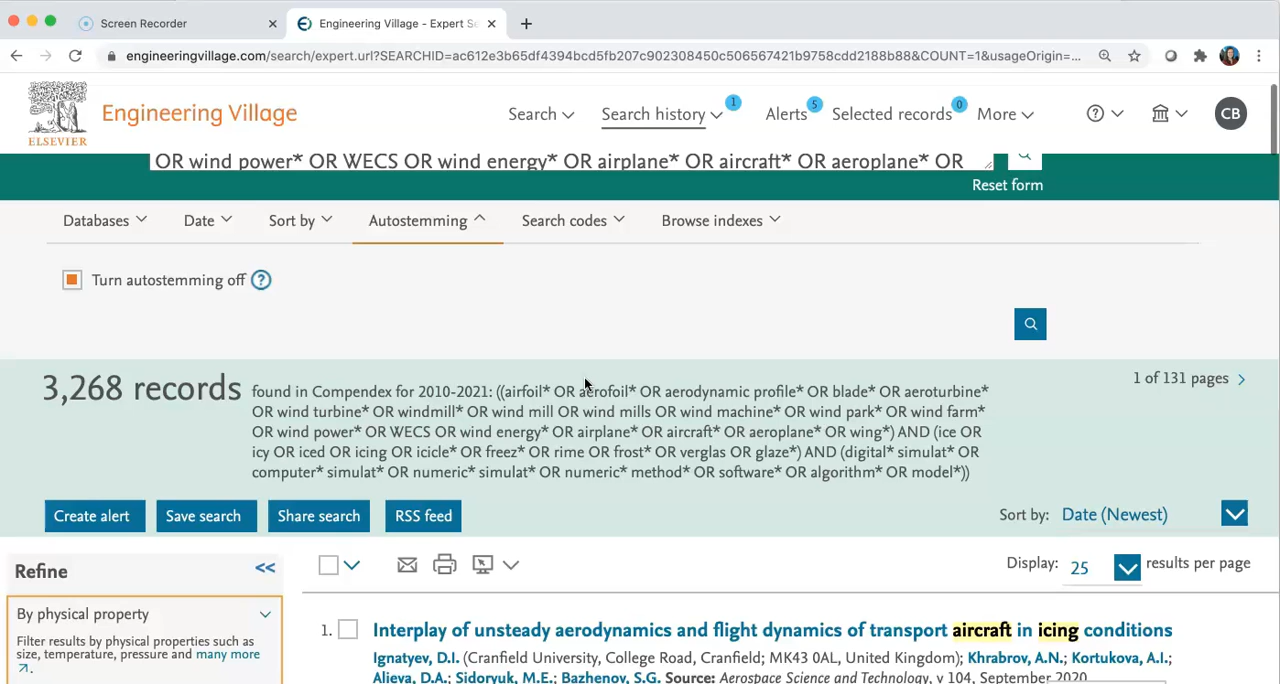 Screen Recorder
Engineering Village - Expert Se
engineeringvillage.com/search/expert.url?SEARCHID=ac612e3b65df4394bcd5fb207c902308450c506567421b9758cdd2188b88&COUNT=1&usageOrigin=...
ELSEVIER
Engineering Village
Search
Search history
1
Alerts
5
Selected records
0
More
CB
OR wind power* OR WECS OR wind energy* OR airplane* OR aircraft* OR aeroplane* OR
Reset form
Databases
Date
Sort by
Autostemming
Search codes
Browse indexes
Turn autostemming off
3,268 records
found in Compendex for 2010-2021: ((airfoil* OR aerofoil* OR aerodynamic profile* OR blade* OR aeroturbine*
OR wind turbine* OR windmill* OR wind mill OR wind mills OR wind machine* OR wind park* OR wind farm*
OR wind power* OR WECS OR wind energy* OR airplane* OR aircraft* OR aeroplane* OR wing*) AND (ice OR
icy OR iced OR icing OR icicle* OR freez* OR rime OR frost* OR verglas OR glaze*) AND (digital* simulat* OR
computer* simulat* OR numeric* simulat* OR numeric* method* OR software* OR algorithm* OR model*))
1 of 131 pages
Create alert
Save search
Share search
RSS feed
Sort by:
Date (Newest)
Refine
<<
Display:
25
results per page
By physical property
Filter results by physical properties such as
size, temperature, pressure and many more
1.
Interplay of unsteady aerodynamics and flight dynamics of transport aircraft in icing conditions
Ignatyev, D.I. (Cranfield University, College Road, Cranfield; MK43 0AL, United Kingdom); Khrabrov, A.N.; Kortukova, A.I.;
Alieva, D.A.; Sidoryuk, M.E.; Bazhenov, S.G. Source: Aerospace Science and Technology, v 104, September 2020